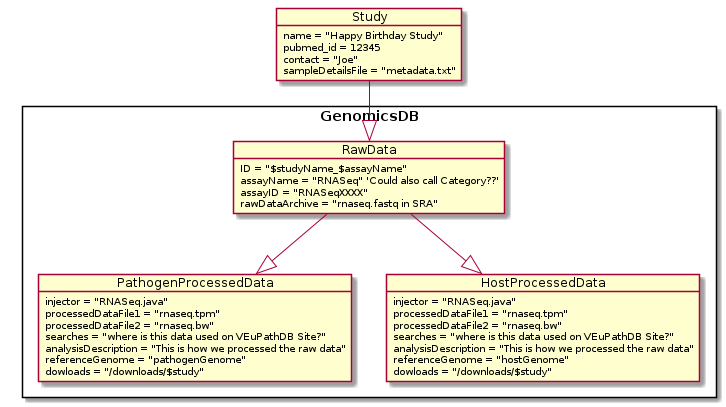 Study
name = "Happy Birthday Study"
pubmed_id = 12345
contact = "Joe"
sampleDetailsFile = "metadata.txt"
GenomicsDB
RawData
ID = "$studyName_$assayName"
assayName = "RNASeq" 'Could also call Category??'
assayID = "RNASeqXXXX"
rawDataArchive = "rnaseq.fastq in SRA"
PathogenProcessedData
injector = "RNASeq.java"
processedDataFile1 = "rnaseq.tpm"
processedDataFile2 = "rnaseq.bw"
searches = "where is this data used on VEuPathDB Site?"
analysisDescription = "This is how we processed the raw data"
referenceGenome = "pathogenGenome"
dowloads = "/downloads/$study"
HostProcessedData
injector = "RNASeq.java"
processedDataFile1 = "rnaseq.tpm"
processedDataFile2 = "rnaseq.bw"
searches = "where is this data used on VEuPathDB Site?"
analysisDescription = "This is how we processed the raw data"
referenceGenome = "hostGenome"
dowloads = "/downloads/$study"